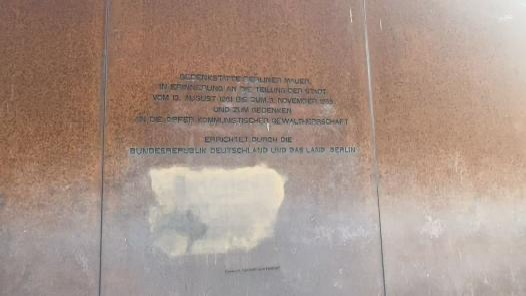 GEDENKSTÄTTE BERLINER MAUER
IN ERINNERUNG AN DIE TEILUNG DER STADT
VOM 13. AUGUST 1961 BIS ZUM 9. NOVEMBER 1989
UND ZUM GEDENKEN
AN DIE OPFER KOMMUNISTISCHER GEWALTHERRSCHAFT
ERRICHTET DURCH DIE
BUNDESREPUBLIK DEUTSCHLAND UND DAS LAND BERLIN